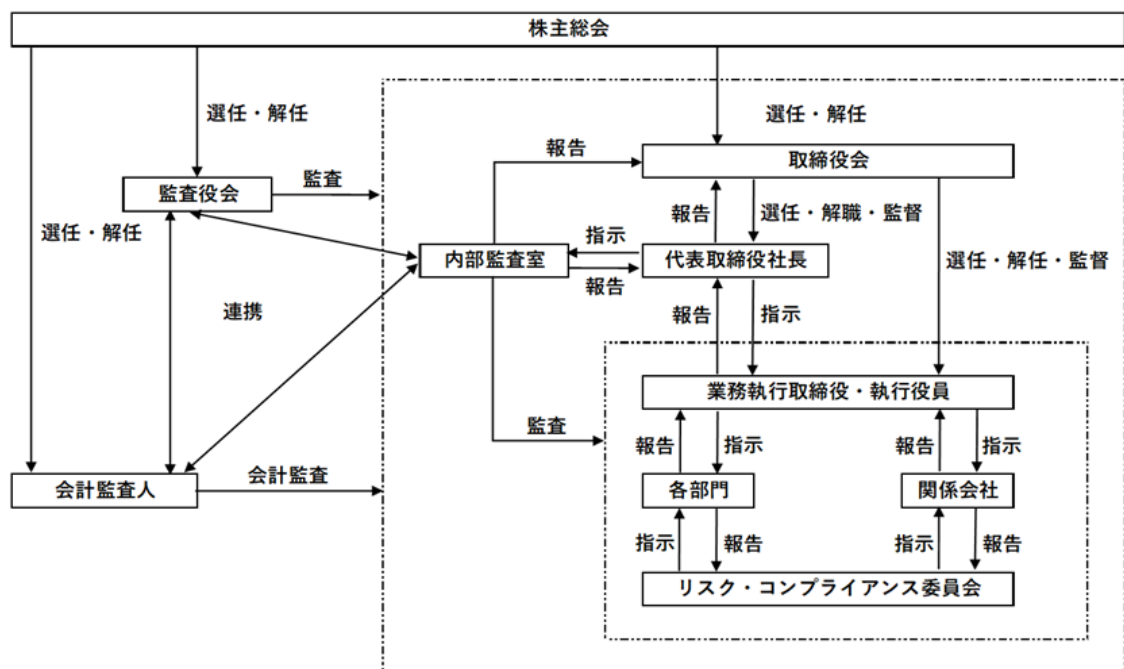 株主総会
選任・解任
選任・解任
報告
取締役会
監査役会
監査
選任・解任
報告
選任・解職・監督
指示
内部監査室
代表取締役社長
選任・解任・監督
報告
連携
報告
指示
業務執行取締役・執行役員
監査
報告
指示
報告
指示
会計監査人
会計監査
各部門
関係会社
指示
報告
指示
報告
リスク・コンプライアンス委員会